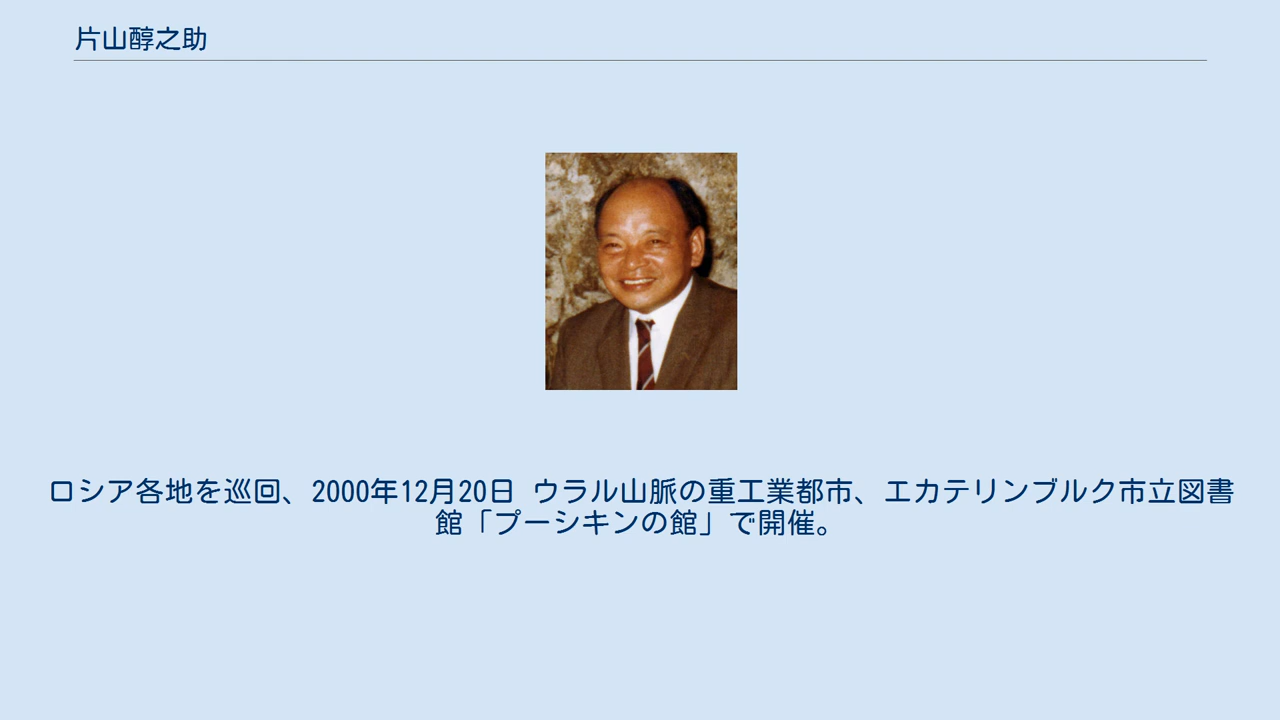 片山醇之助
ロシア各地を巡回、2000年12月20日 ウラル山脈の重工業都市、エカテリンブルク市立図書
館「プーシキンの館」で開催。